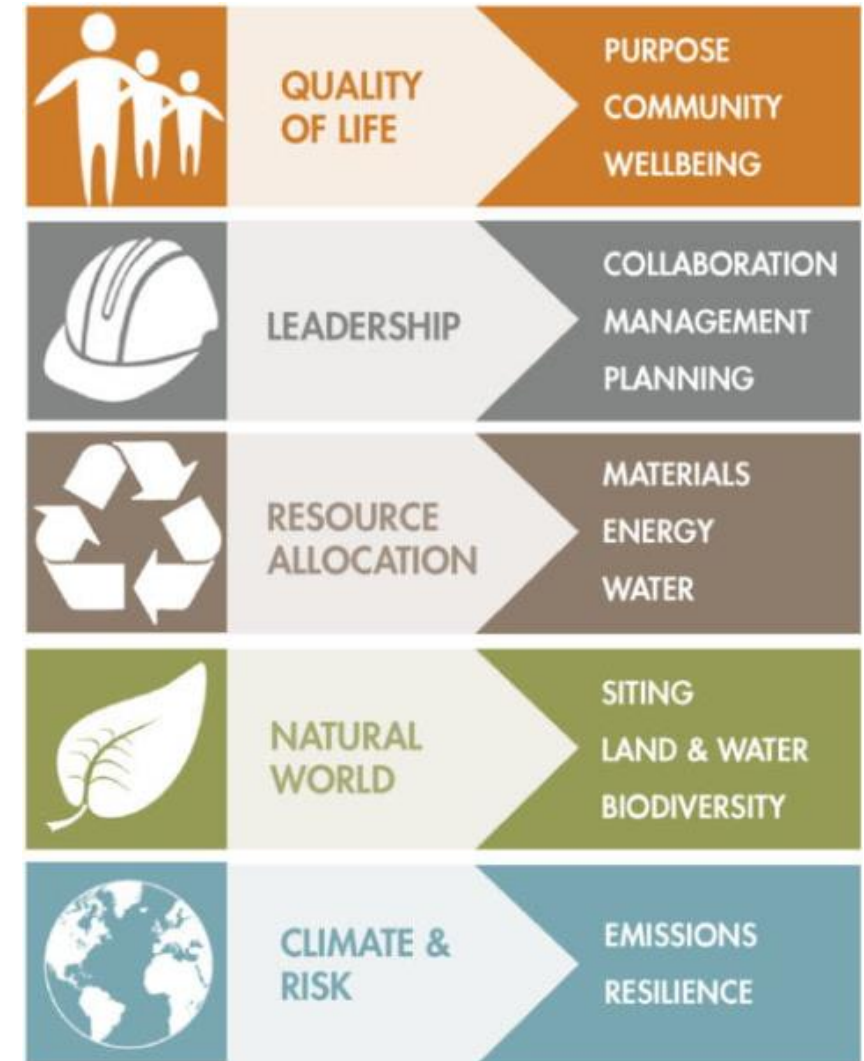 QUALITY
OF LIFE
PURPOSE
COMMUNITY
WELLBEING
LEADERSHIP
COLLABORATION
MANAGEMENT
PLANNING
RESOURCE
ALLOCATION
MATERIALS
ENERGY
WATER
NATURAL
WORLD
SITING
LAND & WATER
BIODIVERSITY
CLIMATE &
RISK
EMISSIONS
RESILIENCE